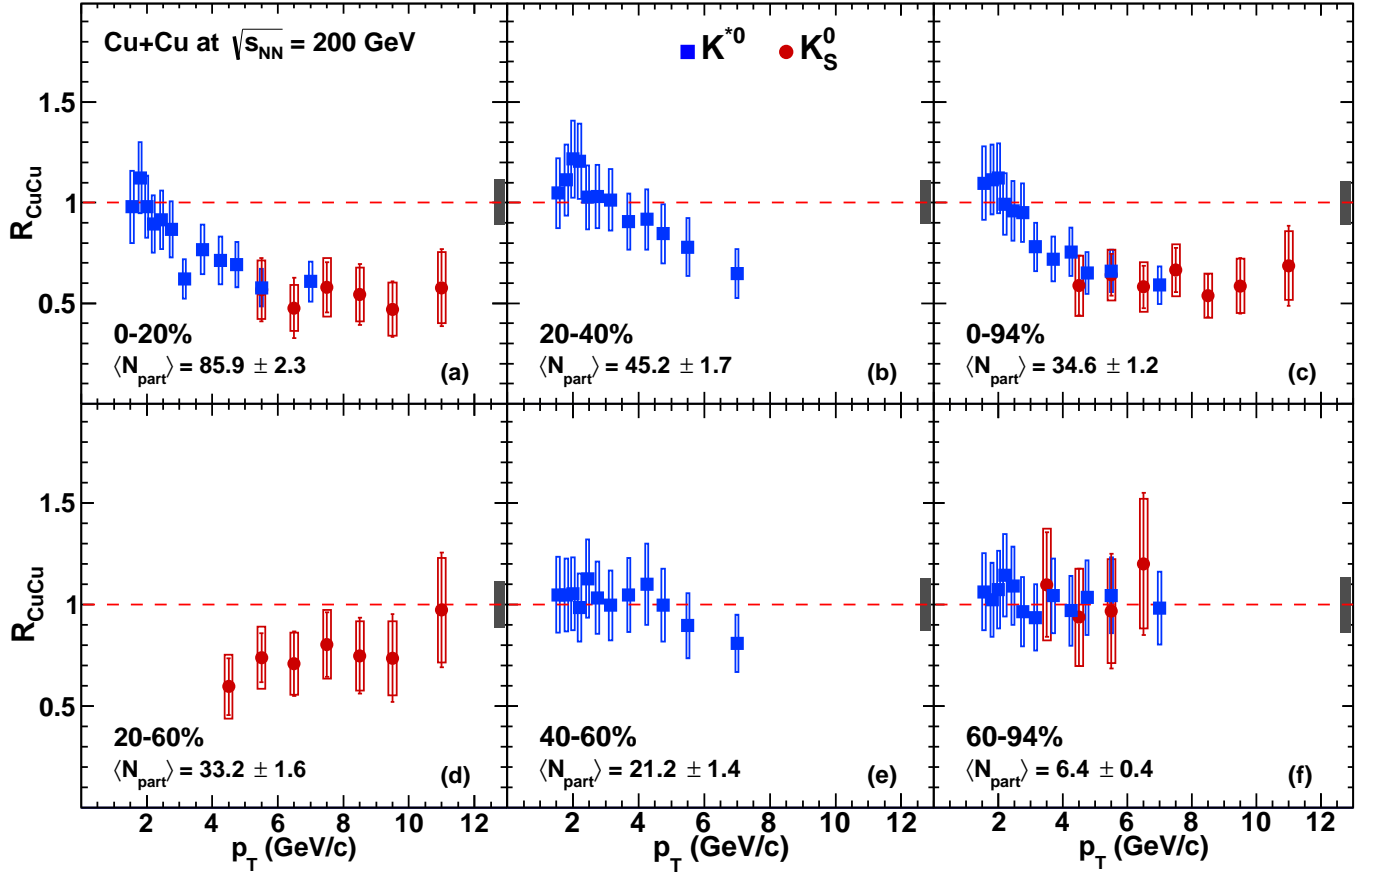 Cu+Cu at √s_NN = 200 GeV
K*0 K0S
R_CuCu
1.5
1
0.5
0-20%
⟨N_part⟩ = 85.9 ± 2.3
(a)
20-40%
⟨N_part⟩ = 45.2 ± 1.7
(b)
0-94%
⟨N_part⟩ = 34.6 ± 1.2
(c)
R_CuCu
1.5
1
0.5
20-60%
⟨N_part⟩ = 33.2 ± 1.6
(d)
40-60%
⟨N_part⟩ = 21.2 ± 1.4
(e)
60-94%
⟨N_part⟩ = 6.4 ± 0.4
(f)
2 4 6 8 10 12 2 4 6 8 10 12 2 4 6 8 10 12
p_T (GeV/c) p_T (GeV/c) p_T (GeV/c)